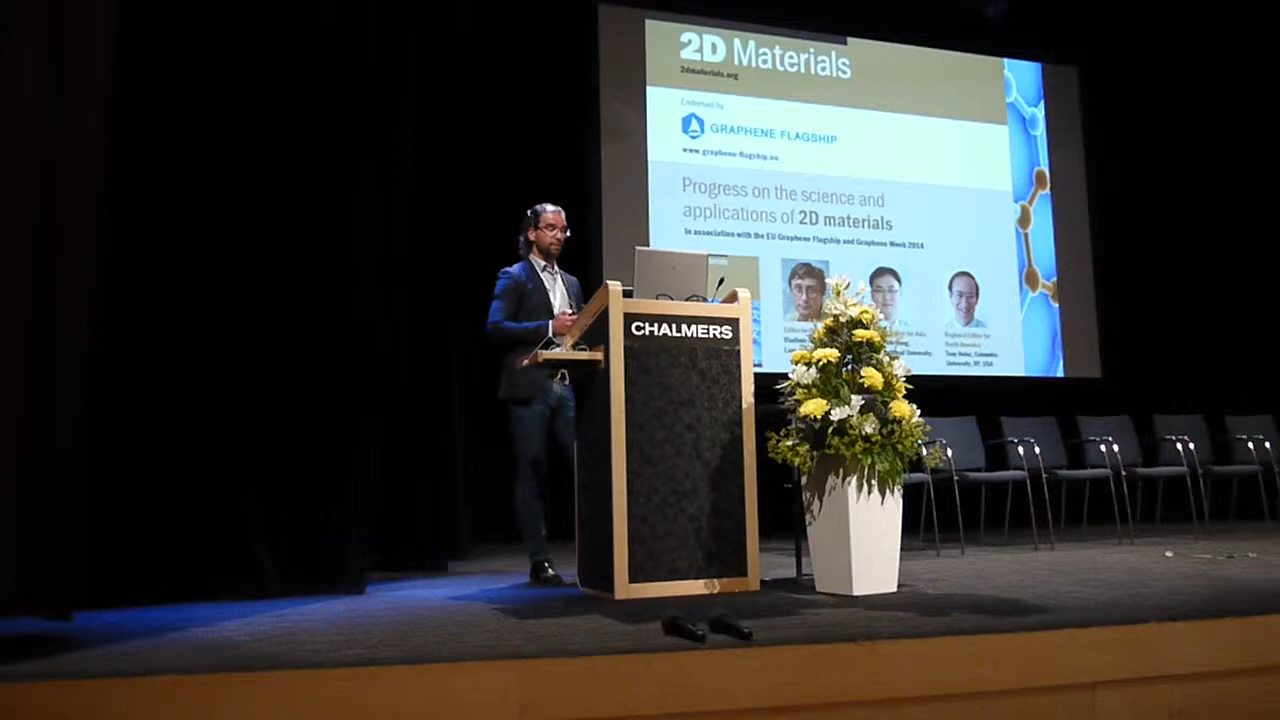 2D Materials
2dmaterials.org
Endorsed by
GRAPHENE FLAGSHIP
www.graphene-flagship.eu
Progress on the science and
applications of 2D materials
In association with the EU Graphene Flagship and Graphene Week 2014
Regional Editor for
North America
Tony Heinz, Columbia
University, NY, USA
CHALMERS